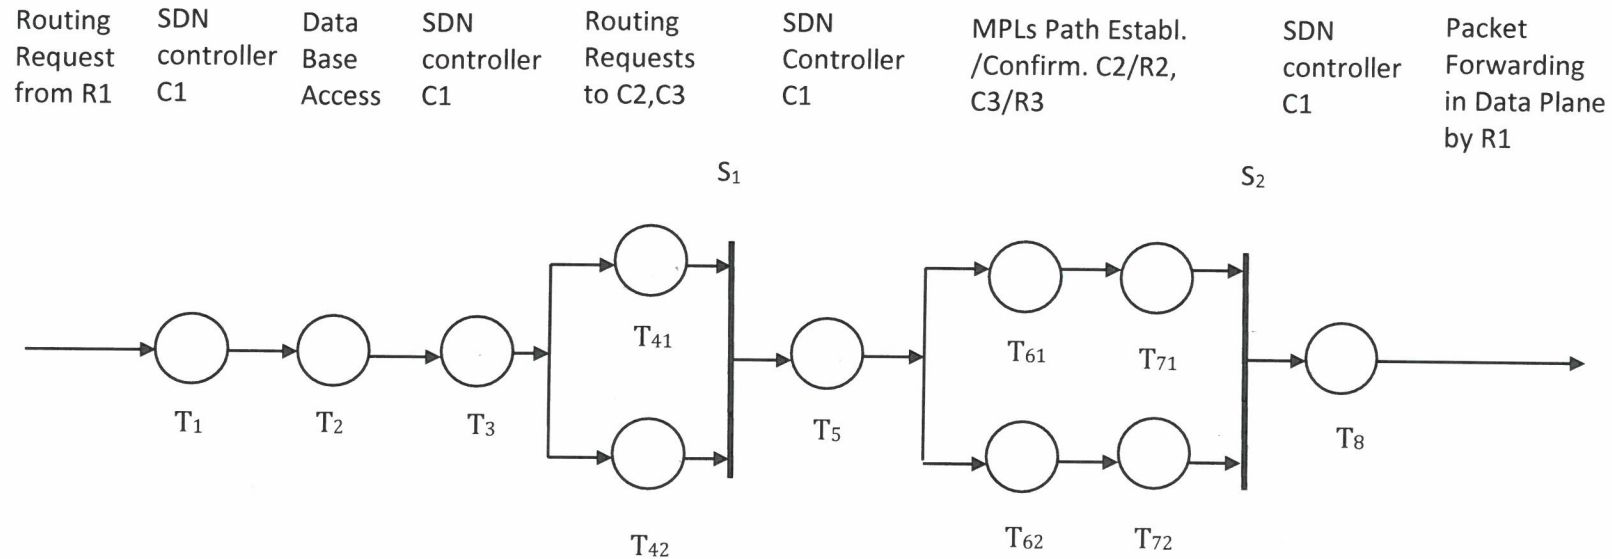 Routing
Request
from R1
SDN
controller
C1
Data
Base
Access
SDN
controller
C1
Routing
Requests
to C2,C3
SDN
Controller
C1
MPLs Path Establ.
/Confirm. C2/R2,
C3/R3
SDN
controller
C1
Packet
Forwarding
in Data Plane
by R1
S1
S2
T41
T61
T71
T1
T2
T3
T5
T8
T42
T62
T72